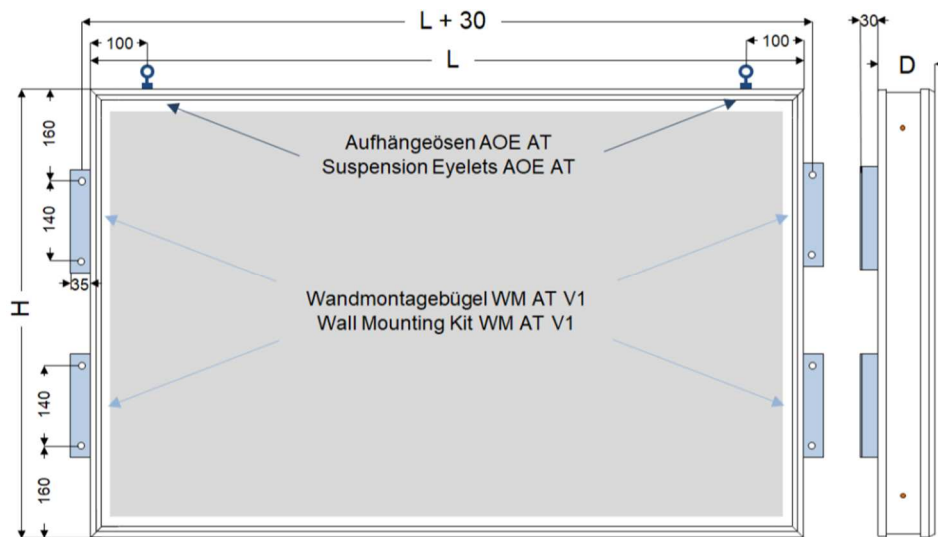 L + 30
30
100
100
L
D
160
Aufhängeösen AOE AT
Suspension Eyelets AOE AT
140
35
H
Wandmontagebügel WM AT V1
Wall Mounting Kit WM AT V1
140
160